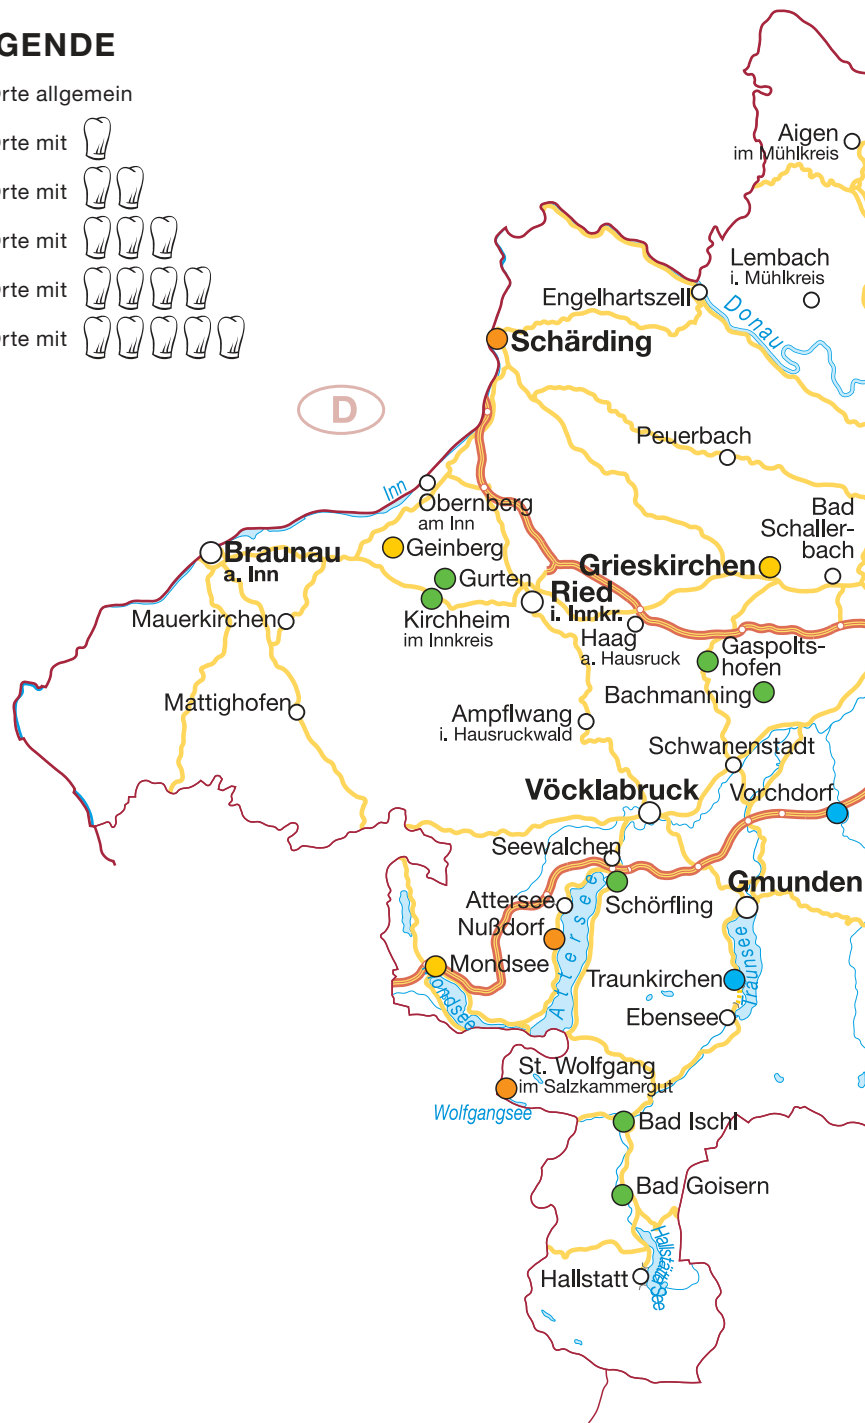 GENDE
rte allgemein
rte mit
rte mit
rte mit
rte mit
rte mit
Aigen
im Mühlkreis
Lembach
i. Mühlkreis
Engelhartszell
Donau
Schärding
D
Peuerbach
Inn
Obernberg
am Inn
Bad
Schaller-
bach
Braunau
a. Inn
Geinberg
Grieskirchen
Gurten
Ried
i. Innkr.
Kirchheim
im Innkreis
Mauerkirchen
Haag
a. Hausruck
Gaspolts-
hofen
Bachmanning
Mattighofen
Ampflwang
i. Hausruckwald
Schwanenstadt
Vöcklabruck
Vorchdorf
Seewalchen
Gmunden
Attersee
Schörfling
Nußdorf
Attersee
Mondsee
Traunsee
Traunkirchen
ondsee
Ebensee
St. Wolfgang
im Salzkammergut
Wolfgangsee
Bad Ischl
Bad Goisern
Hallstätter
See
Hallstatt